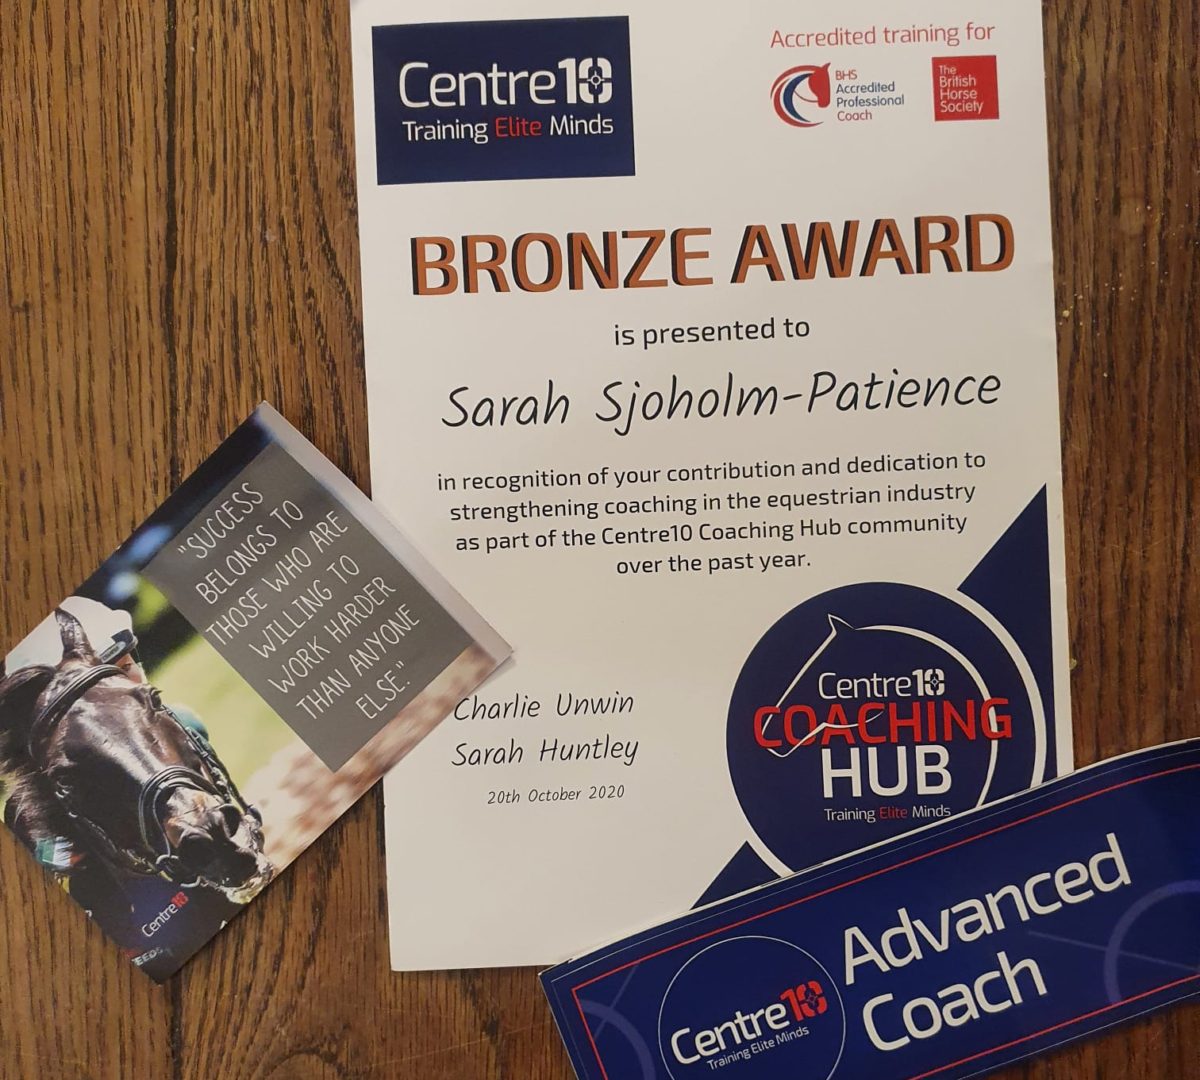 Centre10
Training Elite Minds
Accredited training for
BHS
Accredited
Professional
Coach
The
British
Horse
Society
BRONZE AWARD
is presented to
Sarah Sjoholm-Patience
in recognition of your contribution and dedication to
strengthening coaching in the equestrian industry
as part of the Centre10 Coaching Hub community
over the past year.
Charlie Unwin
Sarah Huntley
20th October 2020
Centre10
COACHING
HUB
Training Elite Minds
"SUCCESS
BELONGS TO
THOSE WHO ARE
WILLING TO
WORK HARDER
THAN ANYONE
ELSE."
Centre10
Centre10
Training Elite Minds
Advanced
Coach